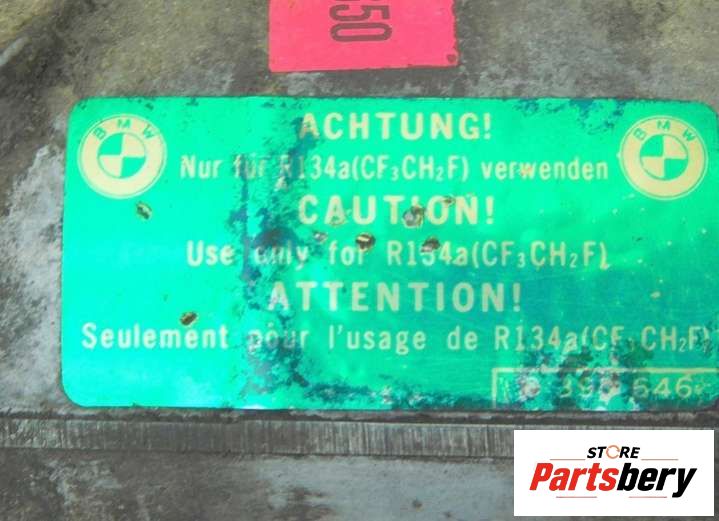 50
BMW
BMW
ACHTUNG!
Nur für R134a(CF₃CH₂F) verwenden
CAUTION!
Use only for R134a(CF₃CH₂F)
ATTENTION!
Seulement pour l'usage de R134a(CF₃CH₂F)
646
STORE
Partsbery